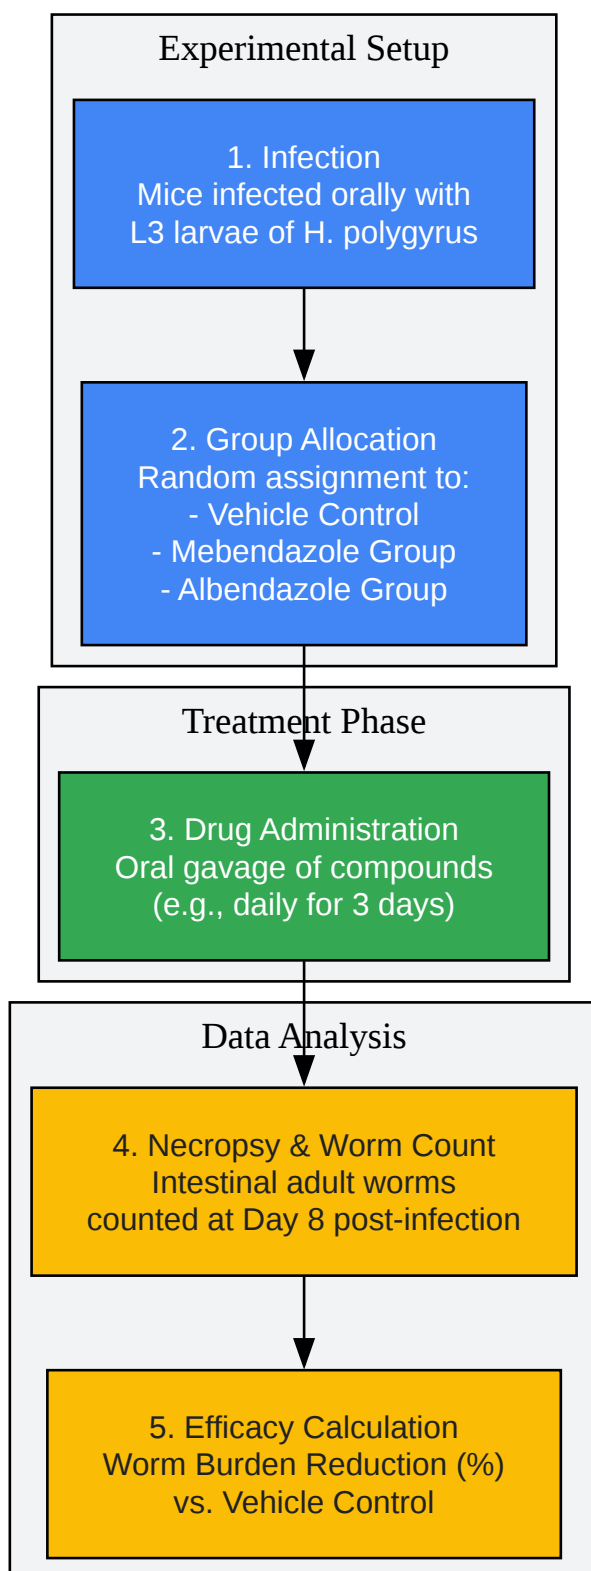 Experimental Setup
1. Infection
Mice infected orally with
L3 larvae of H. polygyrus
2. Group Allocation
Random assignment to:
- Vehicle Control
- Mebendazole Group
- Albendazole Group
Treatment Phase
3. Drug Administration
Oral gavage of compounds
(e.g., daily for 3 days)
Data Analysis
4. Necropsy & Worm Count
Intestinal adult worms
counted at Day 8 post-infection
5. Efficacy Calculation
Worm Burden Reduction (%)
vs. Vehicle Control